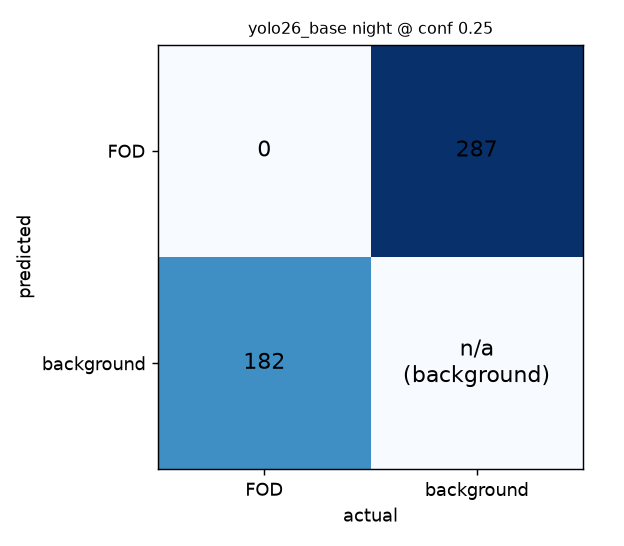 yolo26_base night @ conf 0.25
predicted
FOD
0
287
background
182
n/a
(background)
FOD
background
actual